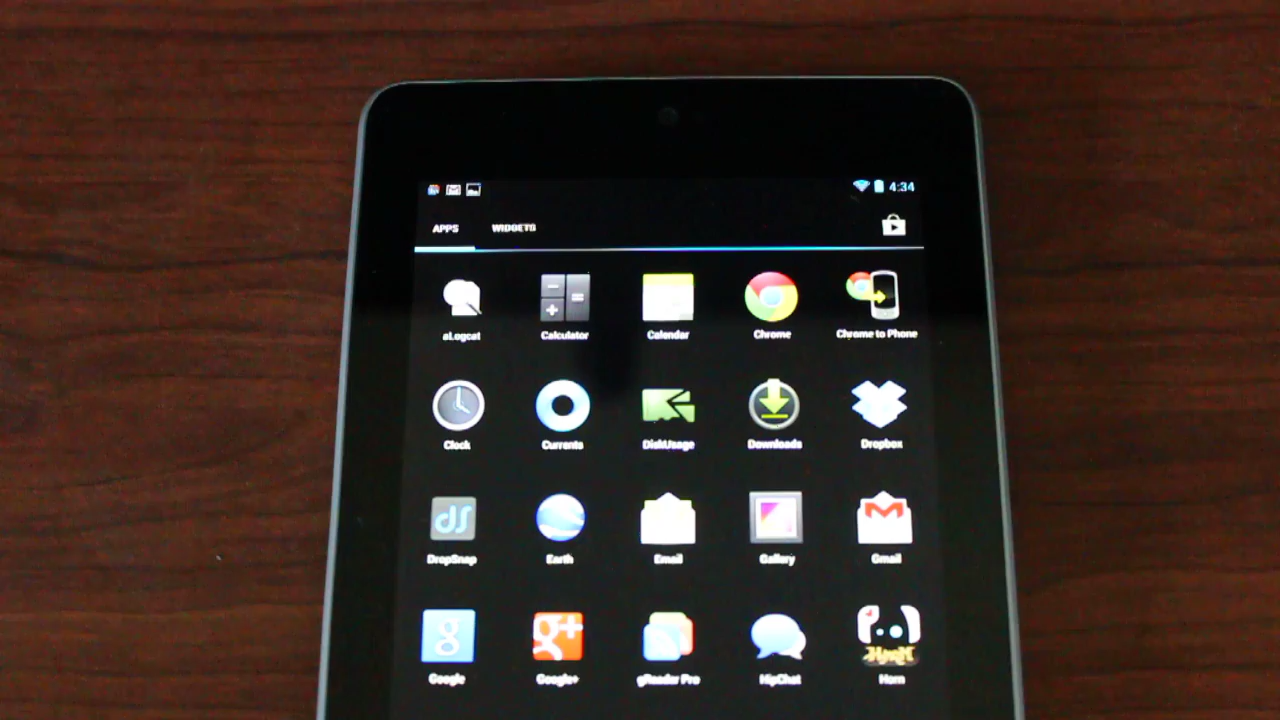 4:34
APPS WIDGETS
aLogcat Calculator Calendar Chrome Chrome to Phone
Clock Currents DiskUsage Downloads Dropbox
ds
DropSnap Earth Email Gallery Gmail
g g+
Google Google+ gReader Pro HipChat Horn